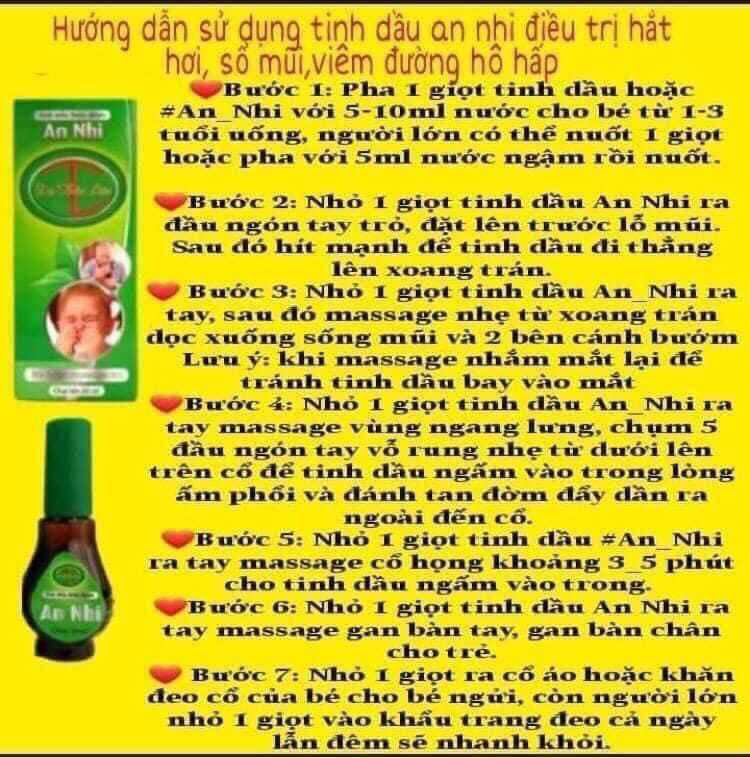 Hướng dẫn sử dụng tinh dầu an nhi điều trị hắt
hơi, sổ mũi,viêm đường hô hấp
Bước 1: Pha 1 giọt tinh dầu hoặc
#An_Nhi với 5-10ml nước cho bé từ 1-3
tuổi uống, người lớn có thể nuốt 1 giọt
hoặc pha với 5ml nước ngậm rồi nuốt.
Bước 2: Nhỏ 1 giọt tinh dầu An Nhi ra
đầu ngón tay trỏ, đặt lên trước lỗ mũi.
Sau đó hít mạnh để tinh dầu đi thẳng
lên xoang trán.
Bước 3: Nhỏ 1 giọt tinh dầu An_Nhi ra
tay, sau đó massage nhẹ từ xoang trán
dọc xuống sống mũi và 2 bên cánh bướm
Lưu ý: khi massage nhắm mắt lại để
tránh tinh dầu bay vào mắt
Bước 4: Nhỏ 1 giọt tinh dầu An_Nhi ra
tay massage vùng ngang lưng, chụm 5
đầu ngón tay vỗ rung nhẹ từ dưới lên
trên cổ để tinh dầu ngấm vào trong lòng
ấm phổi và đánh tan đờm đẩy dần ra
ngoài đến cổ.
Bước 5: Nhỏ 1 giọt tinh dầu #An_Nhi
ra tay massage cổ họng khoảng 3_5 phút
cho tinh dầu ngấm vào trong.
Bước 6: Nhỏ 1 giọt tinh dầu An Nhi ra
tay massage gan bàn tay, gan bàn chân
cho trẻ.
Bước 7: Nhỏ 1 giọt ra cổ áo hoặc khăn
đeo cổ của bé cho bé ngửi, còn người lớn
nhỏ 1 giọt vào khẩu trang đeo cả ngày
lẫn đêm sẽ nhanh khỏi.
An Nhi
An Nhi